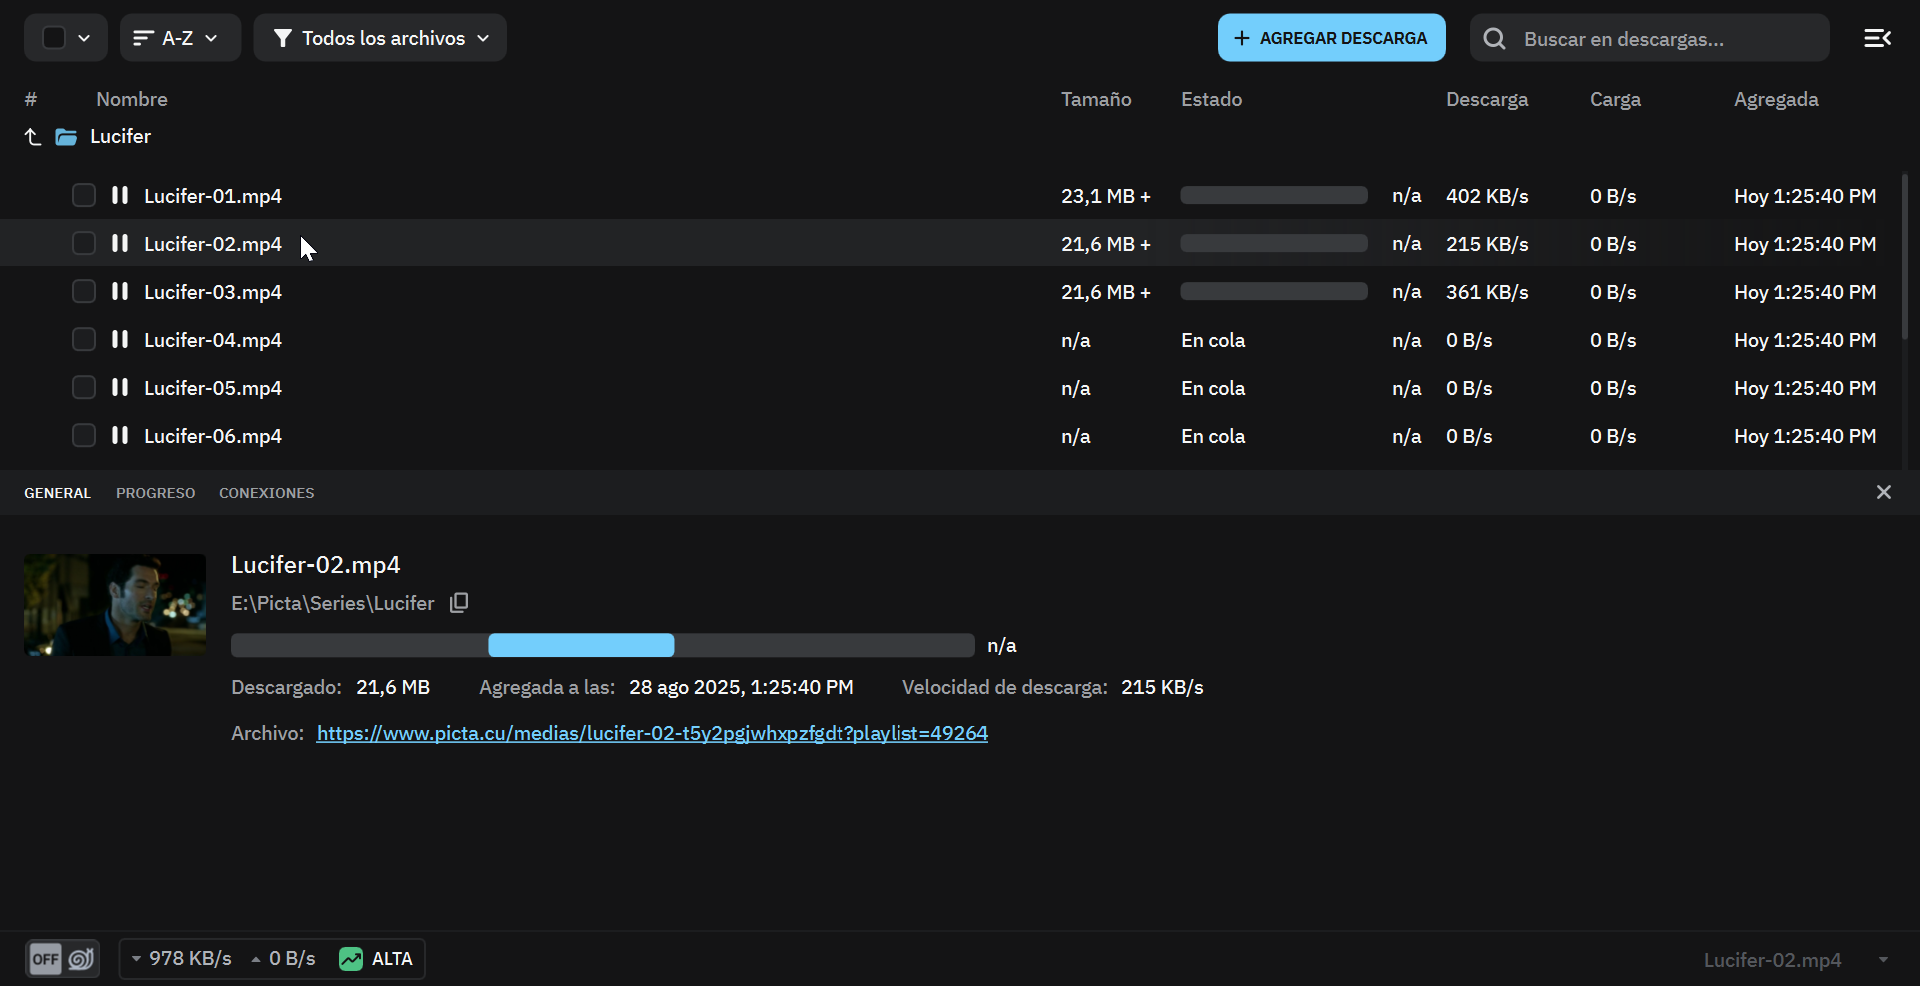 A-Z Todos los archivos + AGREGAR DESCARGA Buscar en descargas...
# Nombre Tamaño Estado Descarga Carga Agregada
Lucifer
Lucifer-01.mp4 23,1 MB + n/a 402 KB/s 0 B/s Hoy 1:25:40 PM
Lucifer-02.mp4 21,6 MB + n/a 215 KB/s 0 B/s Hoy 1:25:40 PM
Lucifer-03.mp4 21,6 MB + n/a 361 KB/s 0 B/s Hoy 1:25:40 PM
Lucifer-04.mp4 n/a En cola n/a 0 B/s 0 B/s Hoy 1:25:40 PM
Lucifer-05.mp4 n/a En cola n/a 0 B/s 0 B/s Hoy 1:25:40 PM
Lucifer-06.mp4 n/a En cola n/a 0 B/s 0 B/s Hoy 1:25:40 PM
GENERAL PROGRESO CONEXIONES
Lucifer-02.mp4
E:\Picta\Series\Lucifer
n/a
Descargado: 21,6 MB Agregada a las: 28 ago 2025, 1:25:40 PM Velocidad de descarga: 215 KB/s
Archivo: https://www.picta.cu/medias/lucifer-02-t5y2pgjwhxpzfgdt?playlist=49264
OFF 978 KB/s 0 B/s ALTA Lucifer-02.mp4